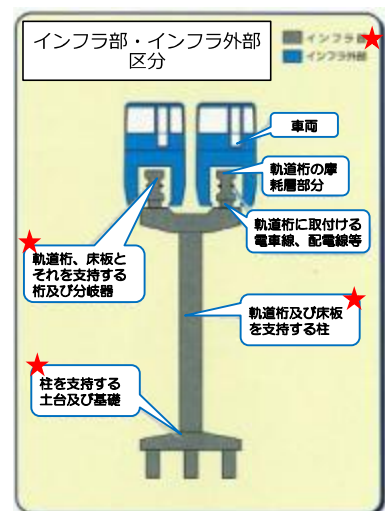 インフラ部・インフラ外部
区分
インフラ部
インフラ外部
車両
軌道桁の摩
耗層部分
軌道桁に取付ける
電車線、配電線等
軌道桁、床板と
それを支持する
桁及び分岐器
軌道桁及び床板
を支持する柱
柱を支持する
土台及び基礎